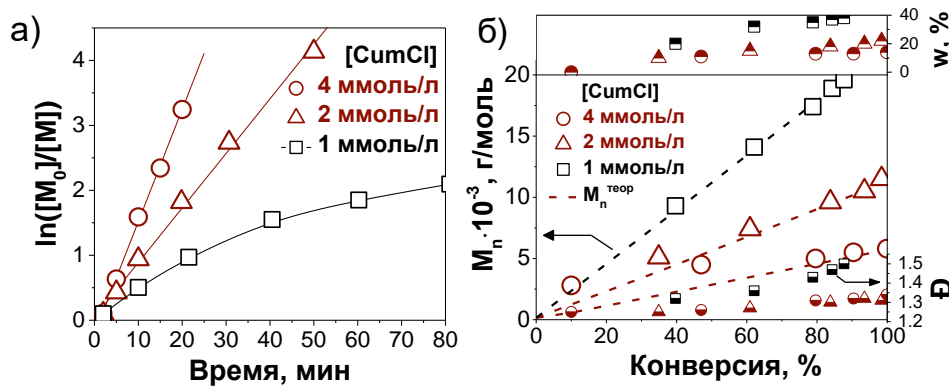 а)
ln([M₀]/[M])
4
3
2
1
0
0 10 20 30 40 50 60 70 80
Время, мин
[CumCl]
4 ммоль/л
2 ммоль/л
1 ммоль/л
б)
w, %
40
20
0
Mₙ·10⁻³, г/моль
20
15
10
5
0
[CumCl]
4 ммоль/л
2 ммоль/л
1 ммоль/л
Mₙ^теор
1.5
1.4
1.3
1.2
Đ
0 20 40 60 80 100
Конверсия, %